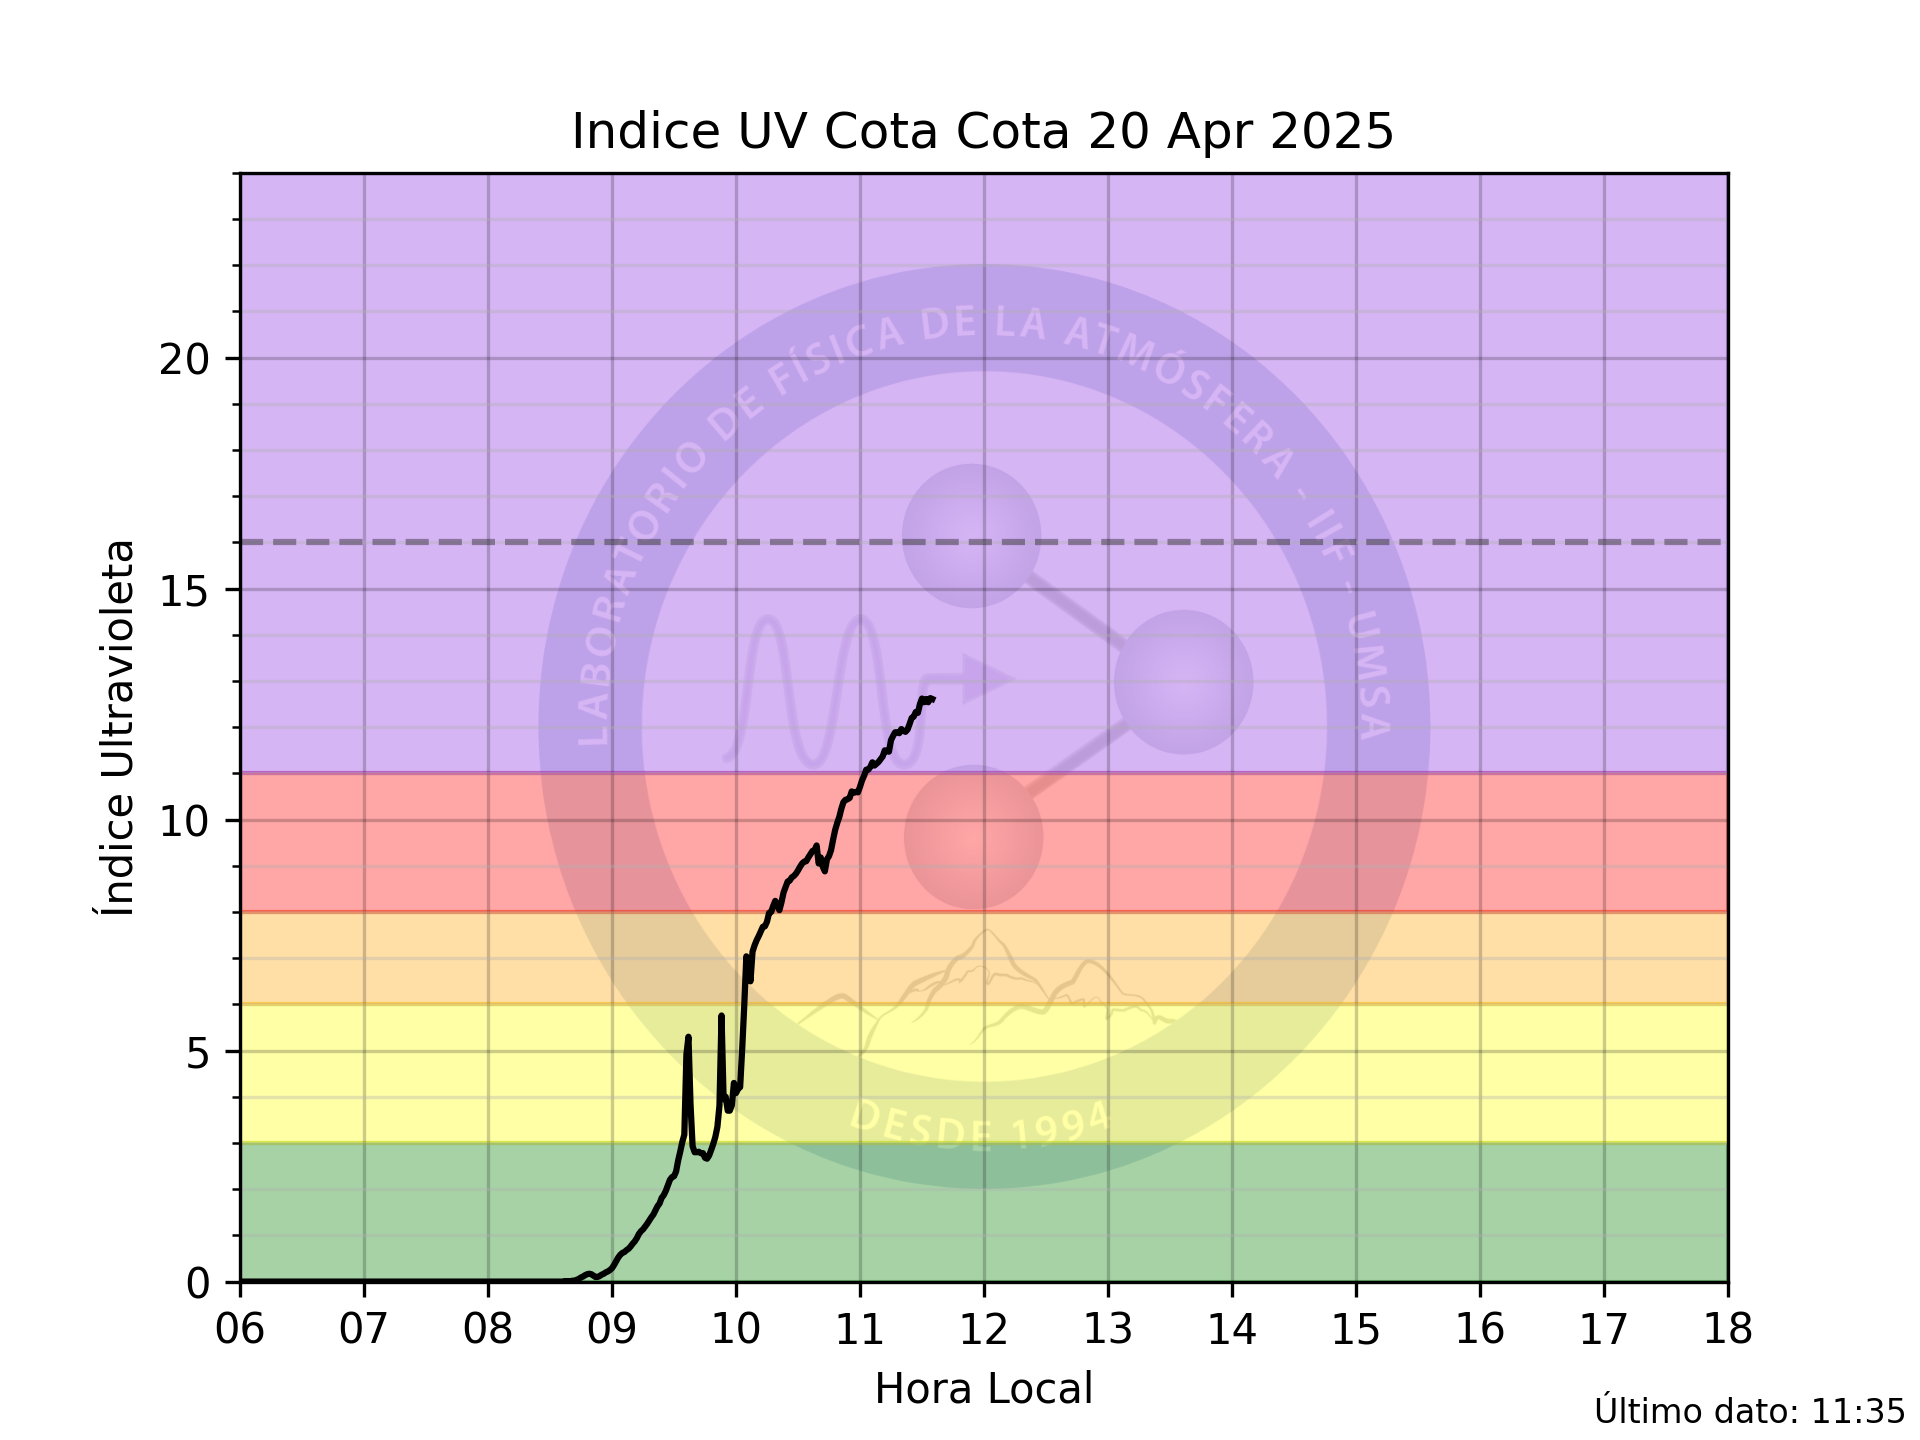 Indice UV Cota Cota 20 Apr 2025
Índice Ultravioleta
20
15
10
5
0
LABORATORIO DE FÍSICA DE LA ATMÓSFERA - IIF - UMSA
DESDE 1994
06 07 08 09 10 11 12 13 14 15 16 17 18
Hora Local
Último dato: 11:35